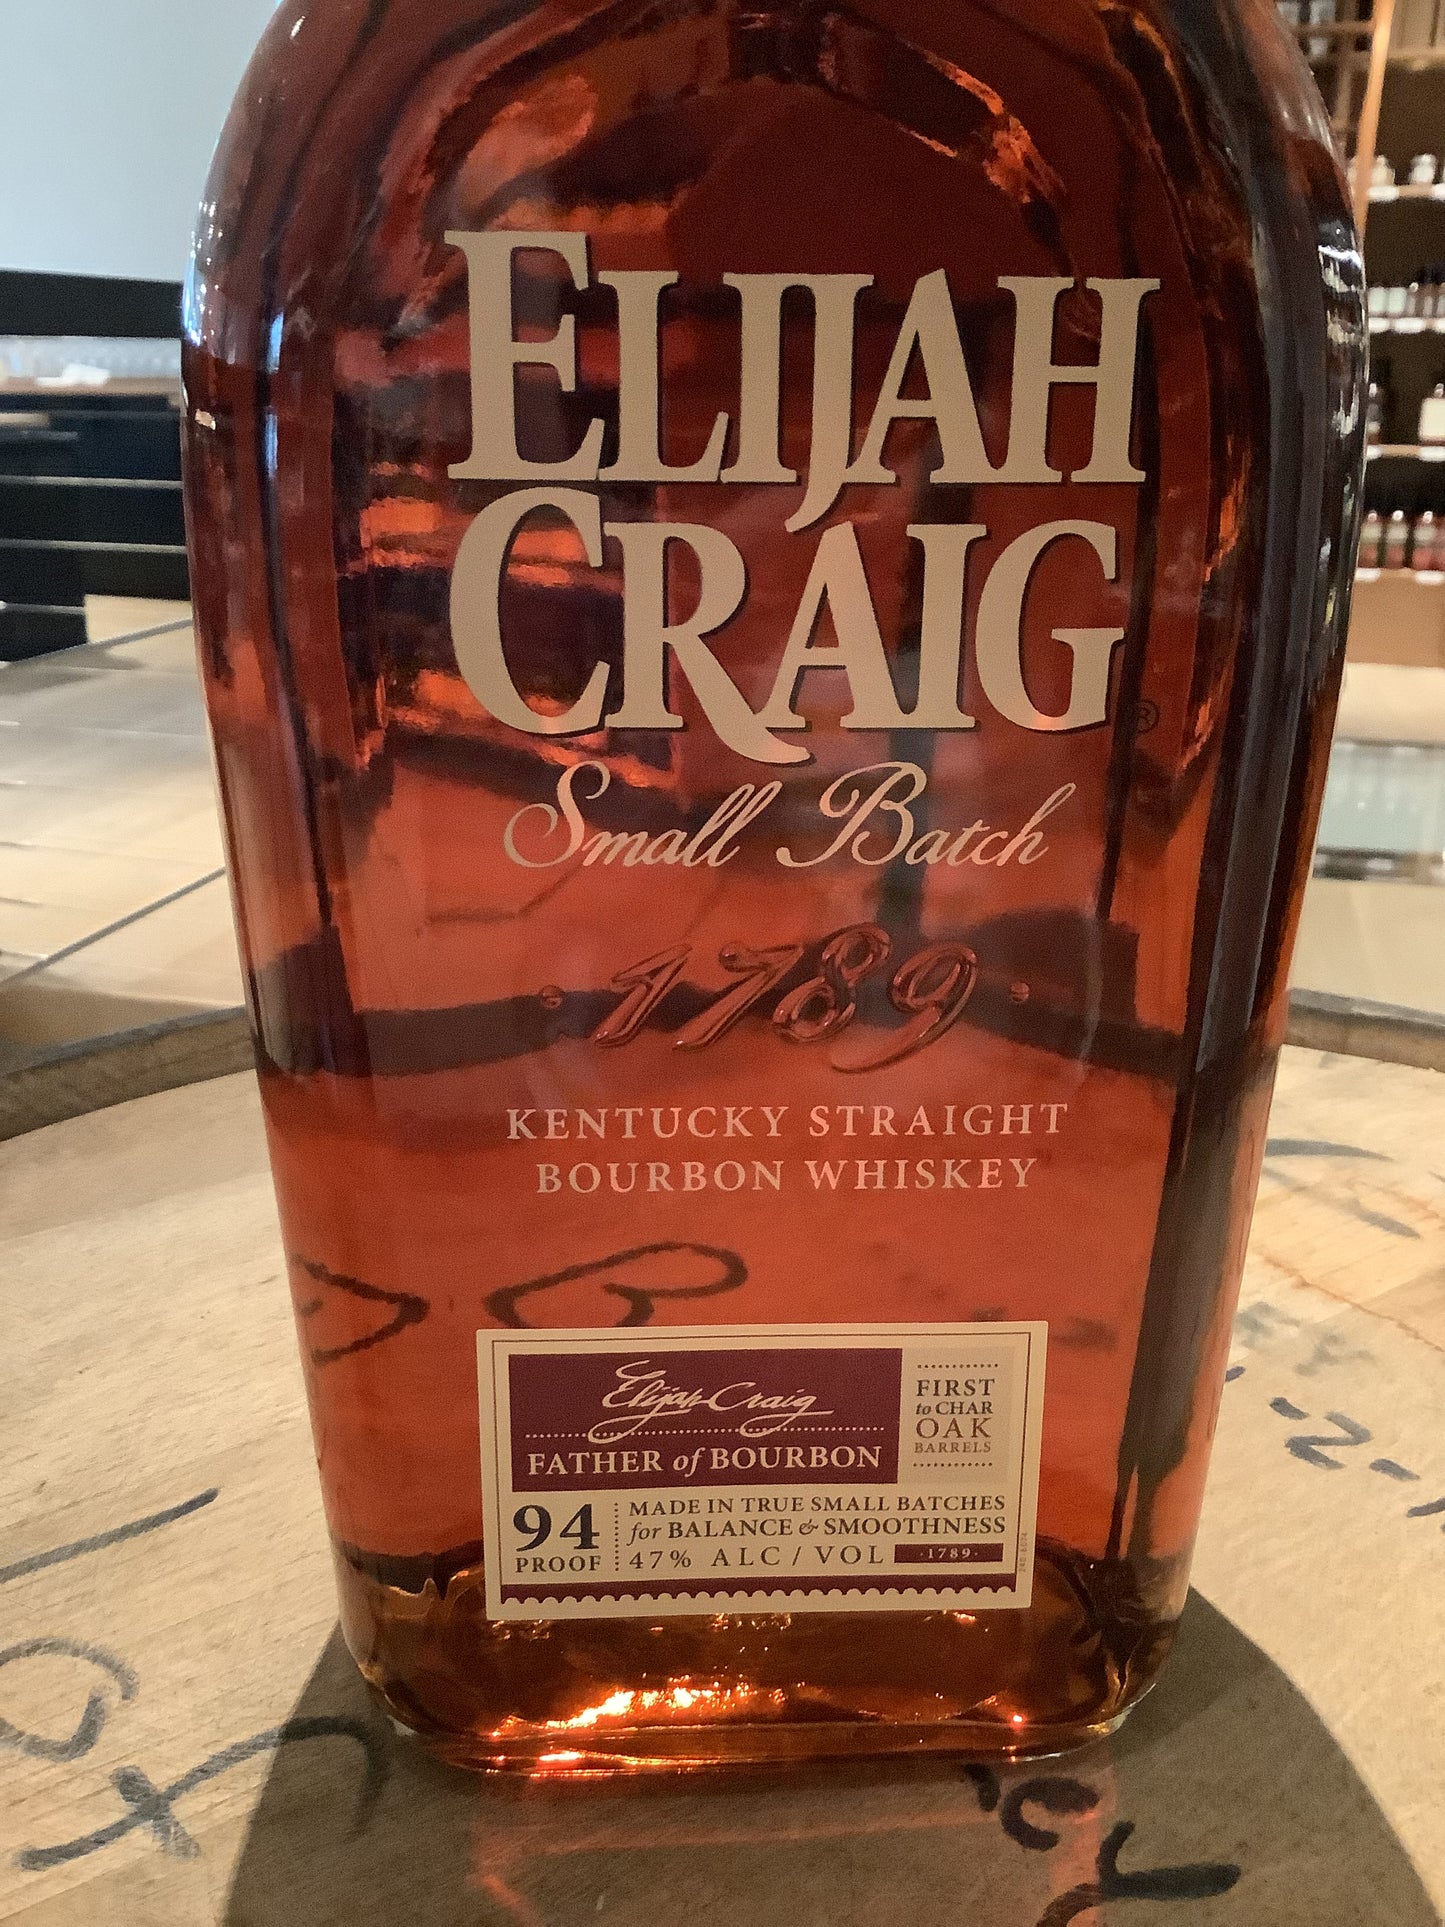 ELIJAH
CRAIG®
Small Batch
· 1789 ·
KENTUCKY STRAIGHT
BOURBON WHISKEY
Elijah Craig
FATHER of BOURBON
FIRST
to CHAR
OAK
BARRELS
94
PROOF
MADE IN TRUE SMALL BATCHES
for BALANCE & SMOOTHNESS
47% ALC / VOL
·1789·